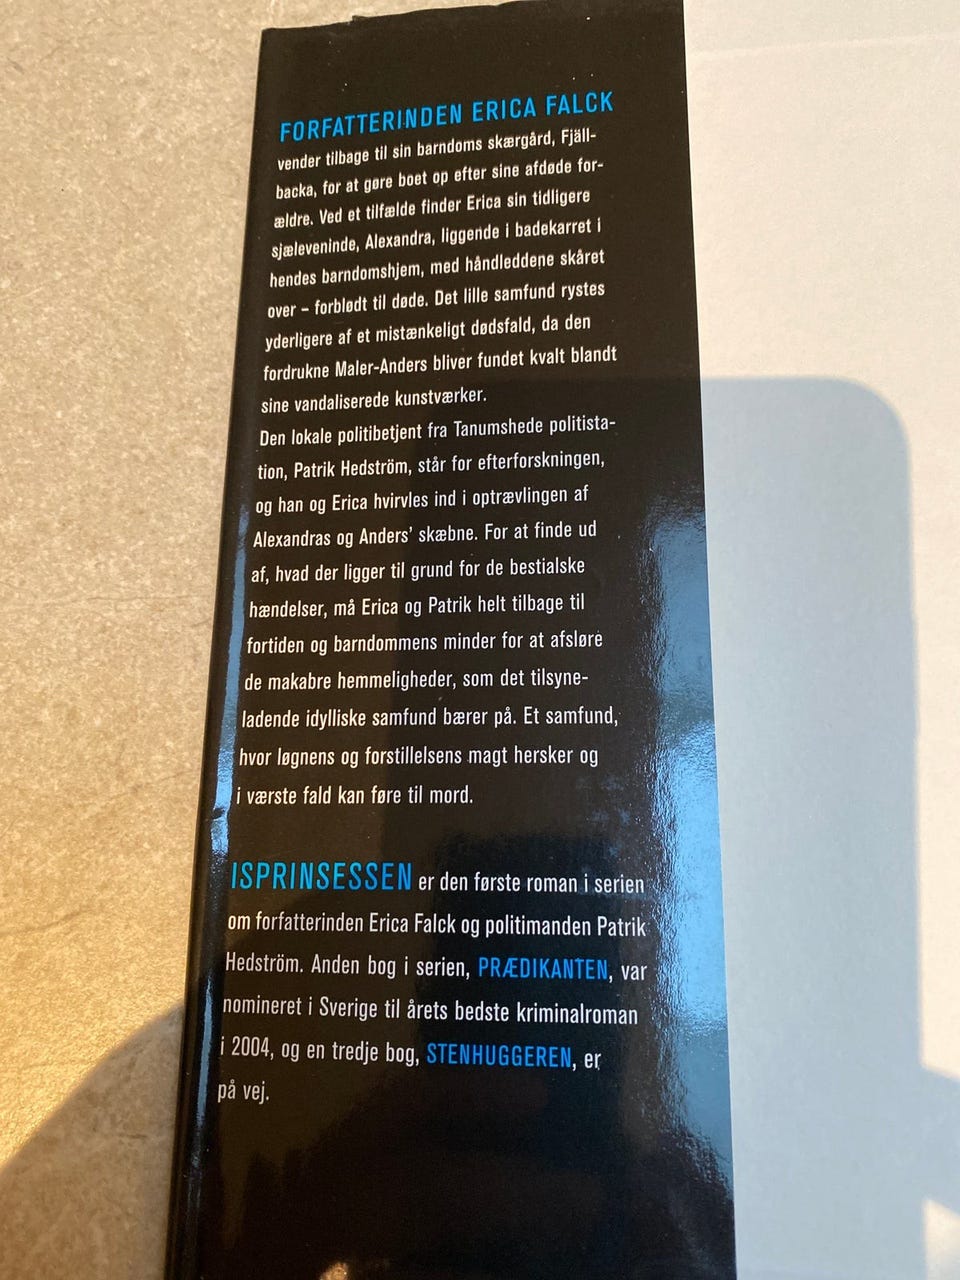 FORFATTERINDEN ERICA FALCK
vender tilbage til sin barndoms skærgård, Fjäll-
backa, for at gøre boet op efter sine afdøde for-
ældre. Ved et tilfælde finder Erica sin tidligere
sjæleveninde, Alexandra, liggende i badekarret i
hendes barndomshjem, med håndleddene skåret
over – forblødt til døde. Det lille samfund rystes
yderligere af et mistænkeligt dødsfald, da den
fordrukne Maler-Anders bliver fundet kvalt blandt
sine vandaliserede kunstværker.
Den lokale politibetjent fra Tanumshede politista-
tion, Patrik Hedström, står for efterforskningen,
og han og Erica hvirvles ind i optrævlingen af
Alexandras og Anders’ skæbne. For at finde ud
af, hvad der ligger til grund for de bestialske
hændelser, må Erica og Patrik helt tilbage til
fortiden og barndommens minder for at afsløre
de makabre hemmeligheder, som det tilsyne-
ladende idylliske samfund bærer på. Et samfund,
hvor løgnens og forstillelsens magt hersker og
i værste fald kan føre til mord.
ISPRINSESSEN er den første roman i serien
om forfatterinden Erica Falck og politimanden Patrik
Hedström. Anden bog i serien, PRÆDIKANTEN, var
nomineret i Sverige til årets bedste kriminalroman
i 2004, og en tredje bog, STENHUGGEREN, er
på vej.